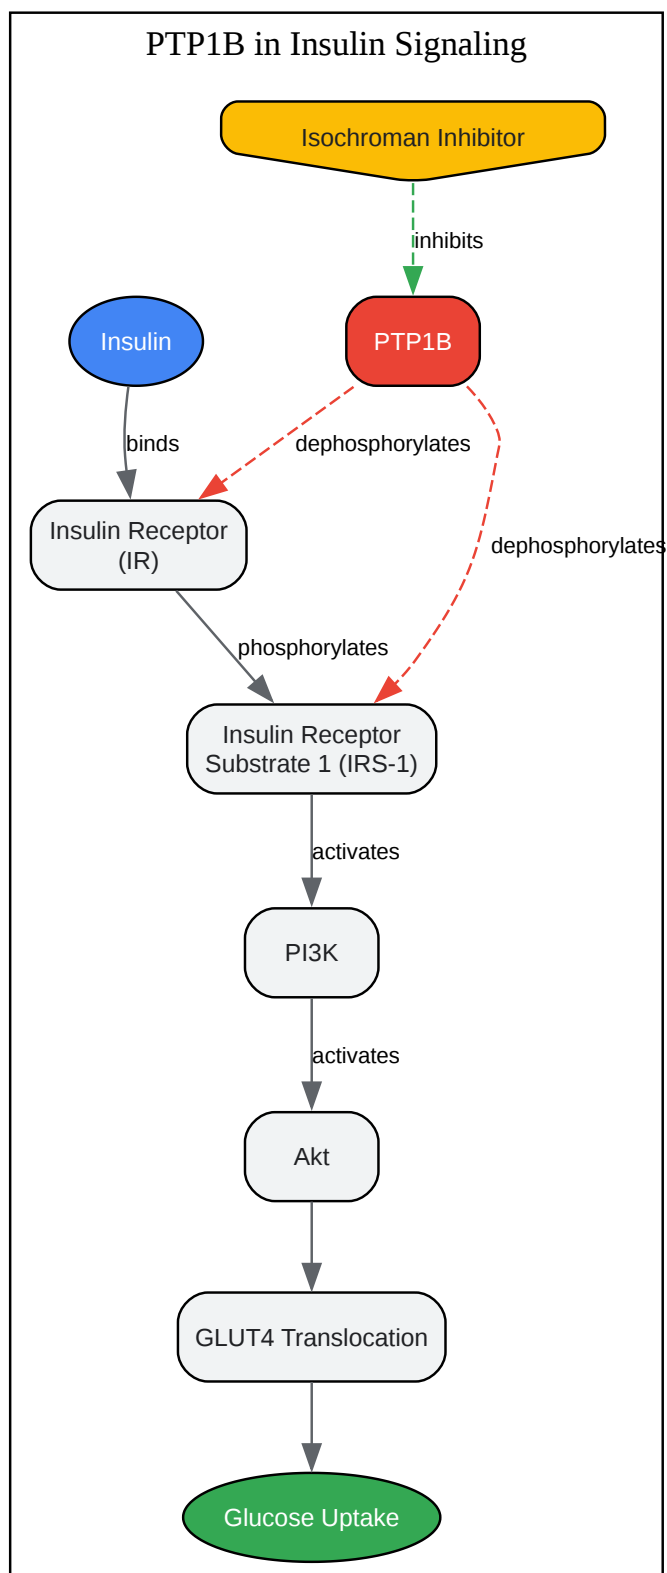 PTP1B in Insulin Signaling
Isochroman Inhibitor
inhibits
Insulin
PTP1B
binds
dephosphorylates
Insulin Receptor
(IR)
dephosphorylates
phosphorylates
Insulin Receptor
Substrate 1 (IRS-1)
activates
PI3K
activates
Akt
GLUT4 Translocation
Glucose Uptake